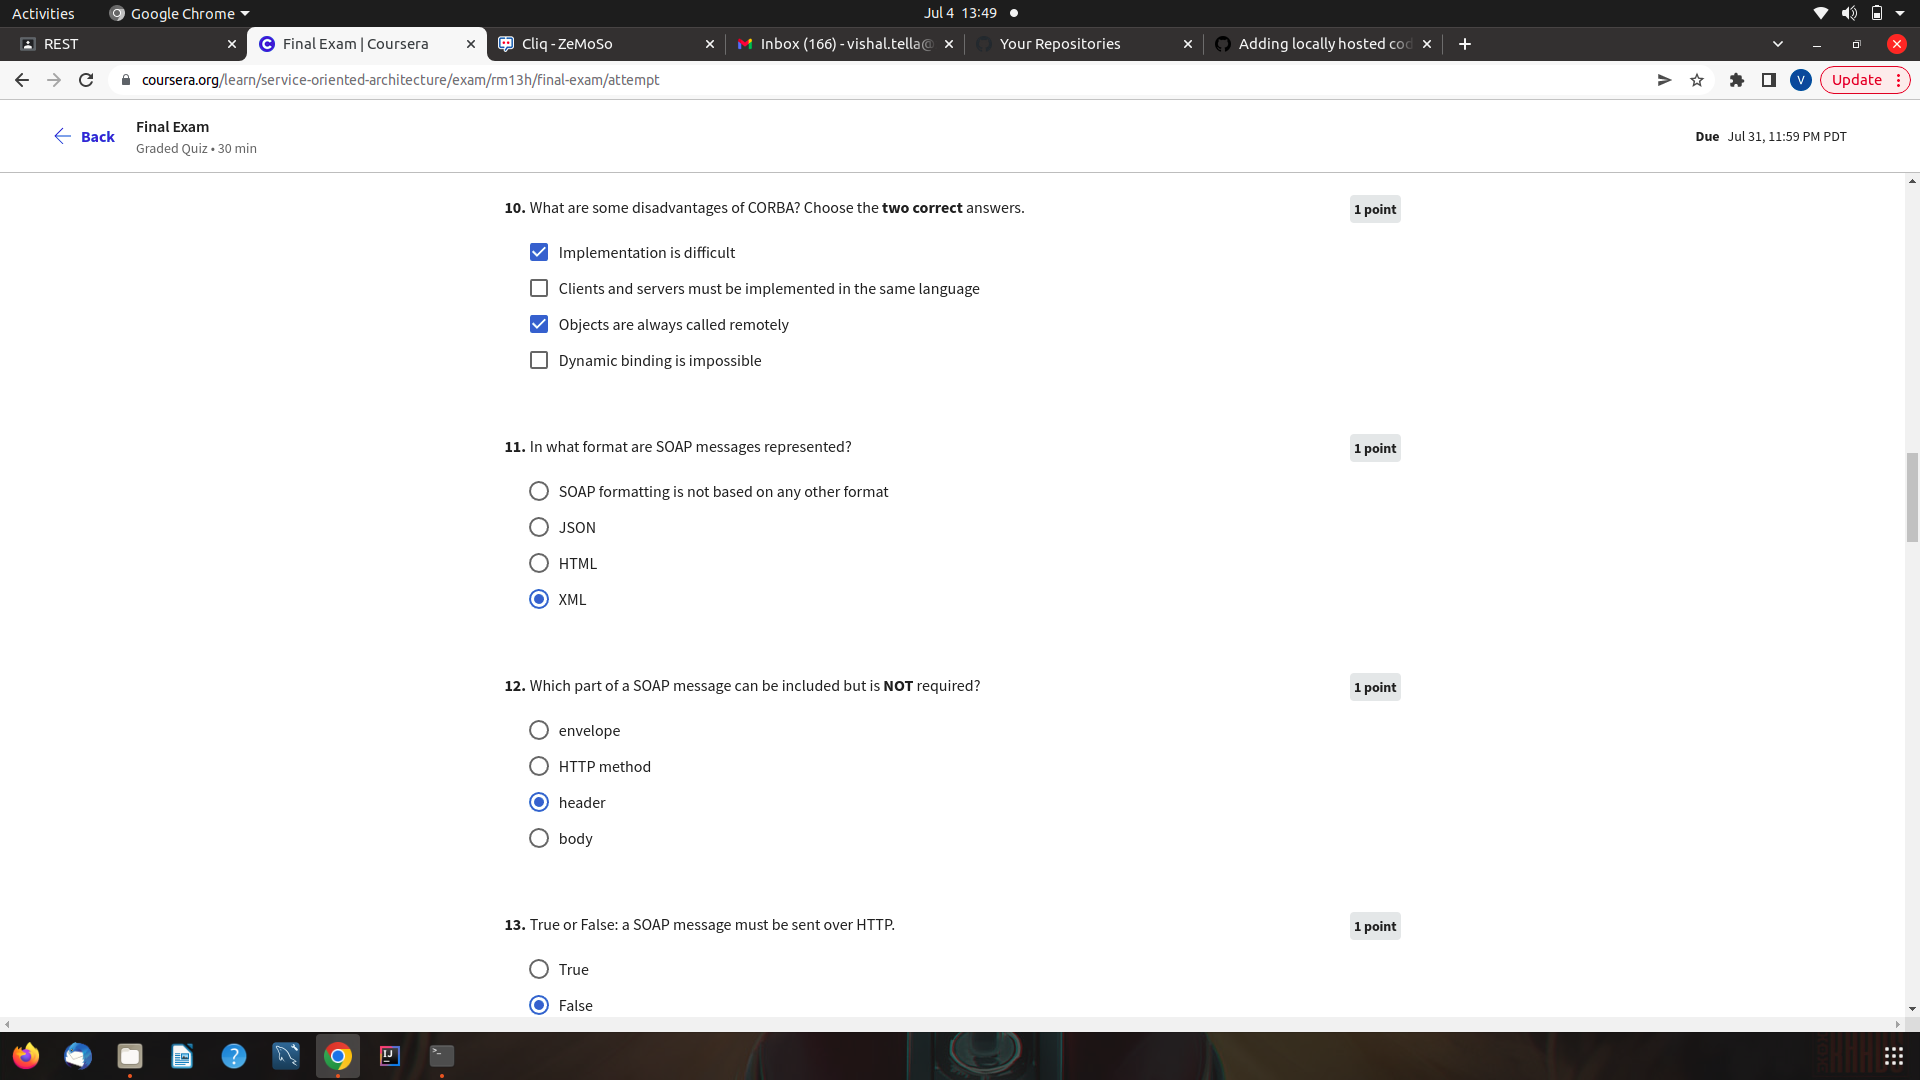 Activities
Google Chrome
Jul 4 13:49
REST
Final Exam | Coursera
Cliq - ZeMoSo
Inbox (166) - vishal.tella@
Your Repositories
Adding locally hosted cod
coursera.org/learn/service-oriented-architecture/exam/rm13h/final-exam/attempt
V
Update
Back
Final Exam
Graded Quiz • 30 min
Due Jul 31, 11:59 PM PDT
10. What are some disadvantages of CORBA? Choose the two correct answers.
1 point
Implementation is difficult
Clients and servers must be implemented in the same language
Objects are always called remotely
Dynamic binding is impossible
11. In what format are SOAP messages represented?
1 point
SOAP formatting is not based on any other format
JSON
HTML
XML
12. Which part of a SOAP message can be included but is NOT required?
1 point
envelope
HTTP method
header
body
13. True or False: a SOAP message must be sent over HTTP.
1 point
True
False